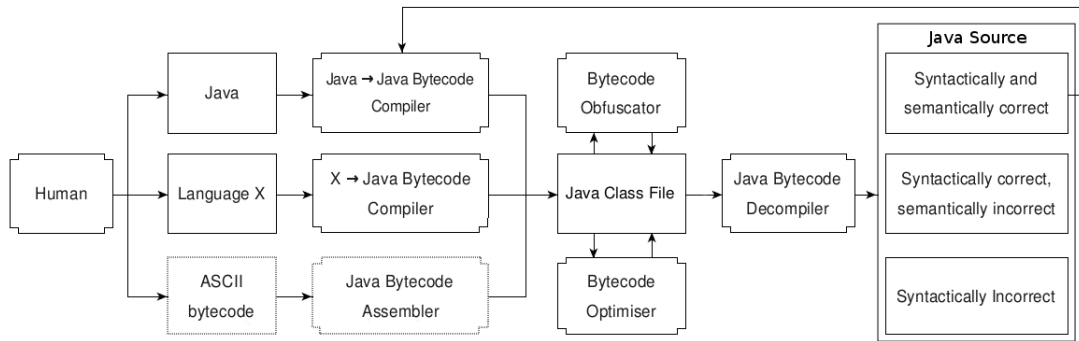 Human
Java
Language X
ASCII
bytecode
Java → Java Bytecode
Compiler
X → Java Bytecode
Compiler
Java Bytecode
Assembler
Bytecode
Obfuscator
Java Class File
Bytecode
Optimiser
Java Bytecode
Decompiler
Java Source
Syntactically and
semantically correct
Syntactically correct,
semantically incorrect
Syntactically Incorrect